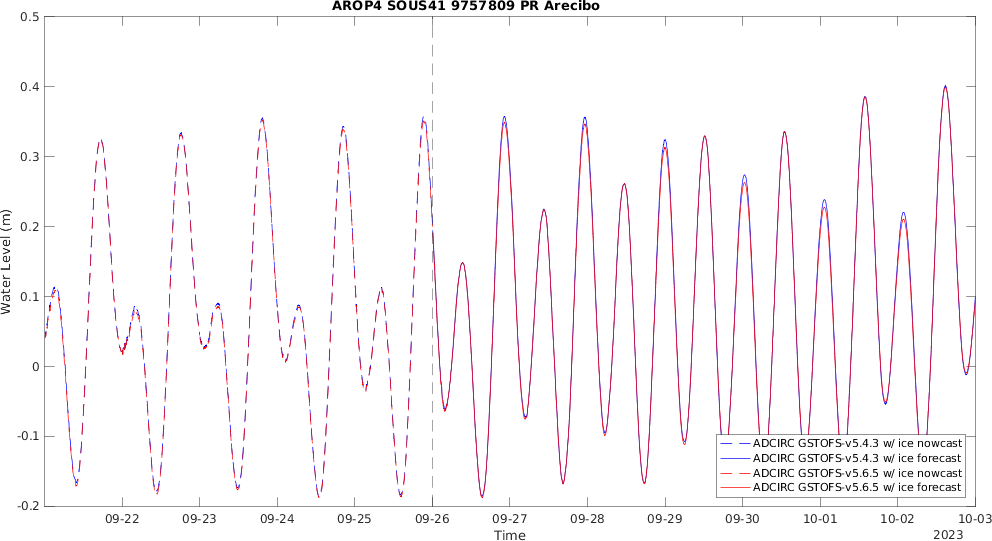 AROP4 SOUS41 9757809 PR Arecibo
0.5
0.4
0.3
0.2
0.1
0
-0.1
-0.2
Water Level (m)
ADCIRC GSTOFS-v5.4.3 w/ ice nowcast
ADCIRC GSTOFS-v5.4.3 w/ ice forecast
ADCIRC GSTOFS-v5.6.5 w/ ice nowcast
ADCIRC GSTOFS-v5.6.5 w/ ice forecast
09-22 09-23 09-24 09-25 09-26 09-27 09-28 09-29 09-30 10-01 10-02 10-03
Time
2023